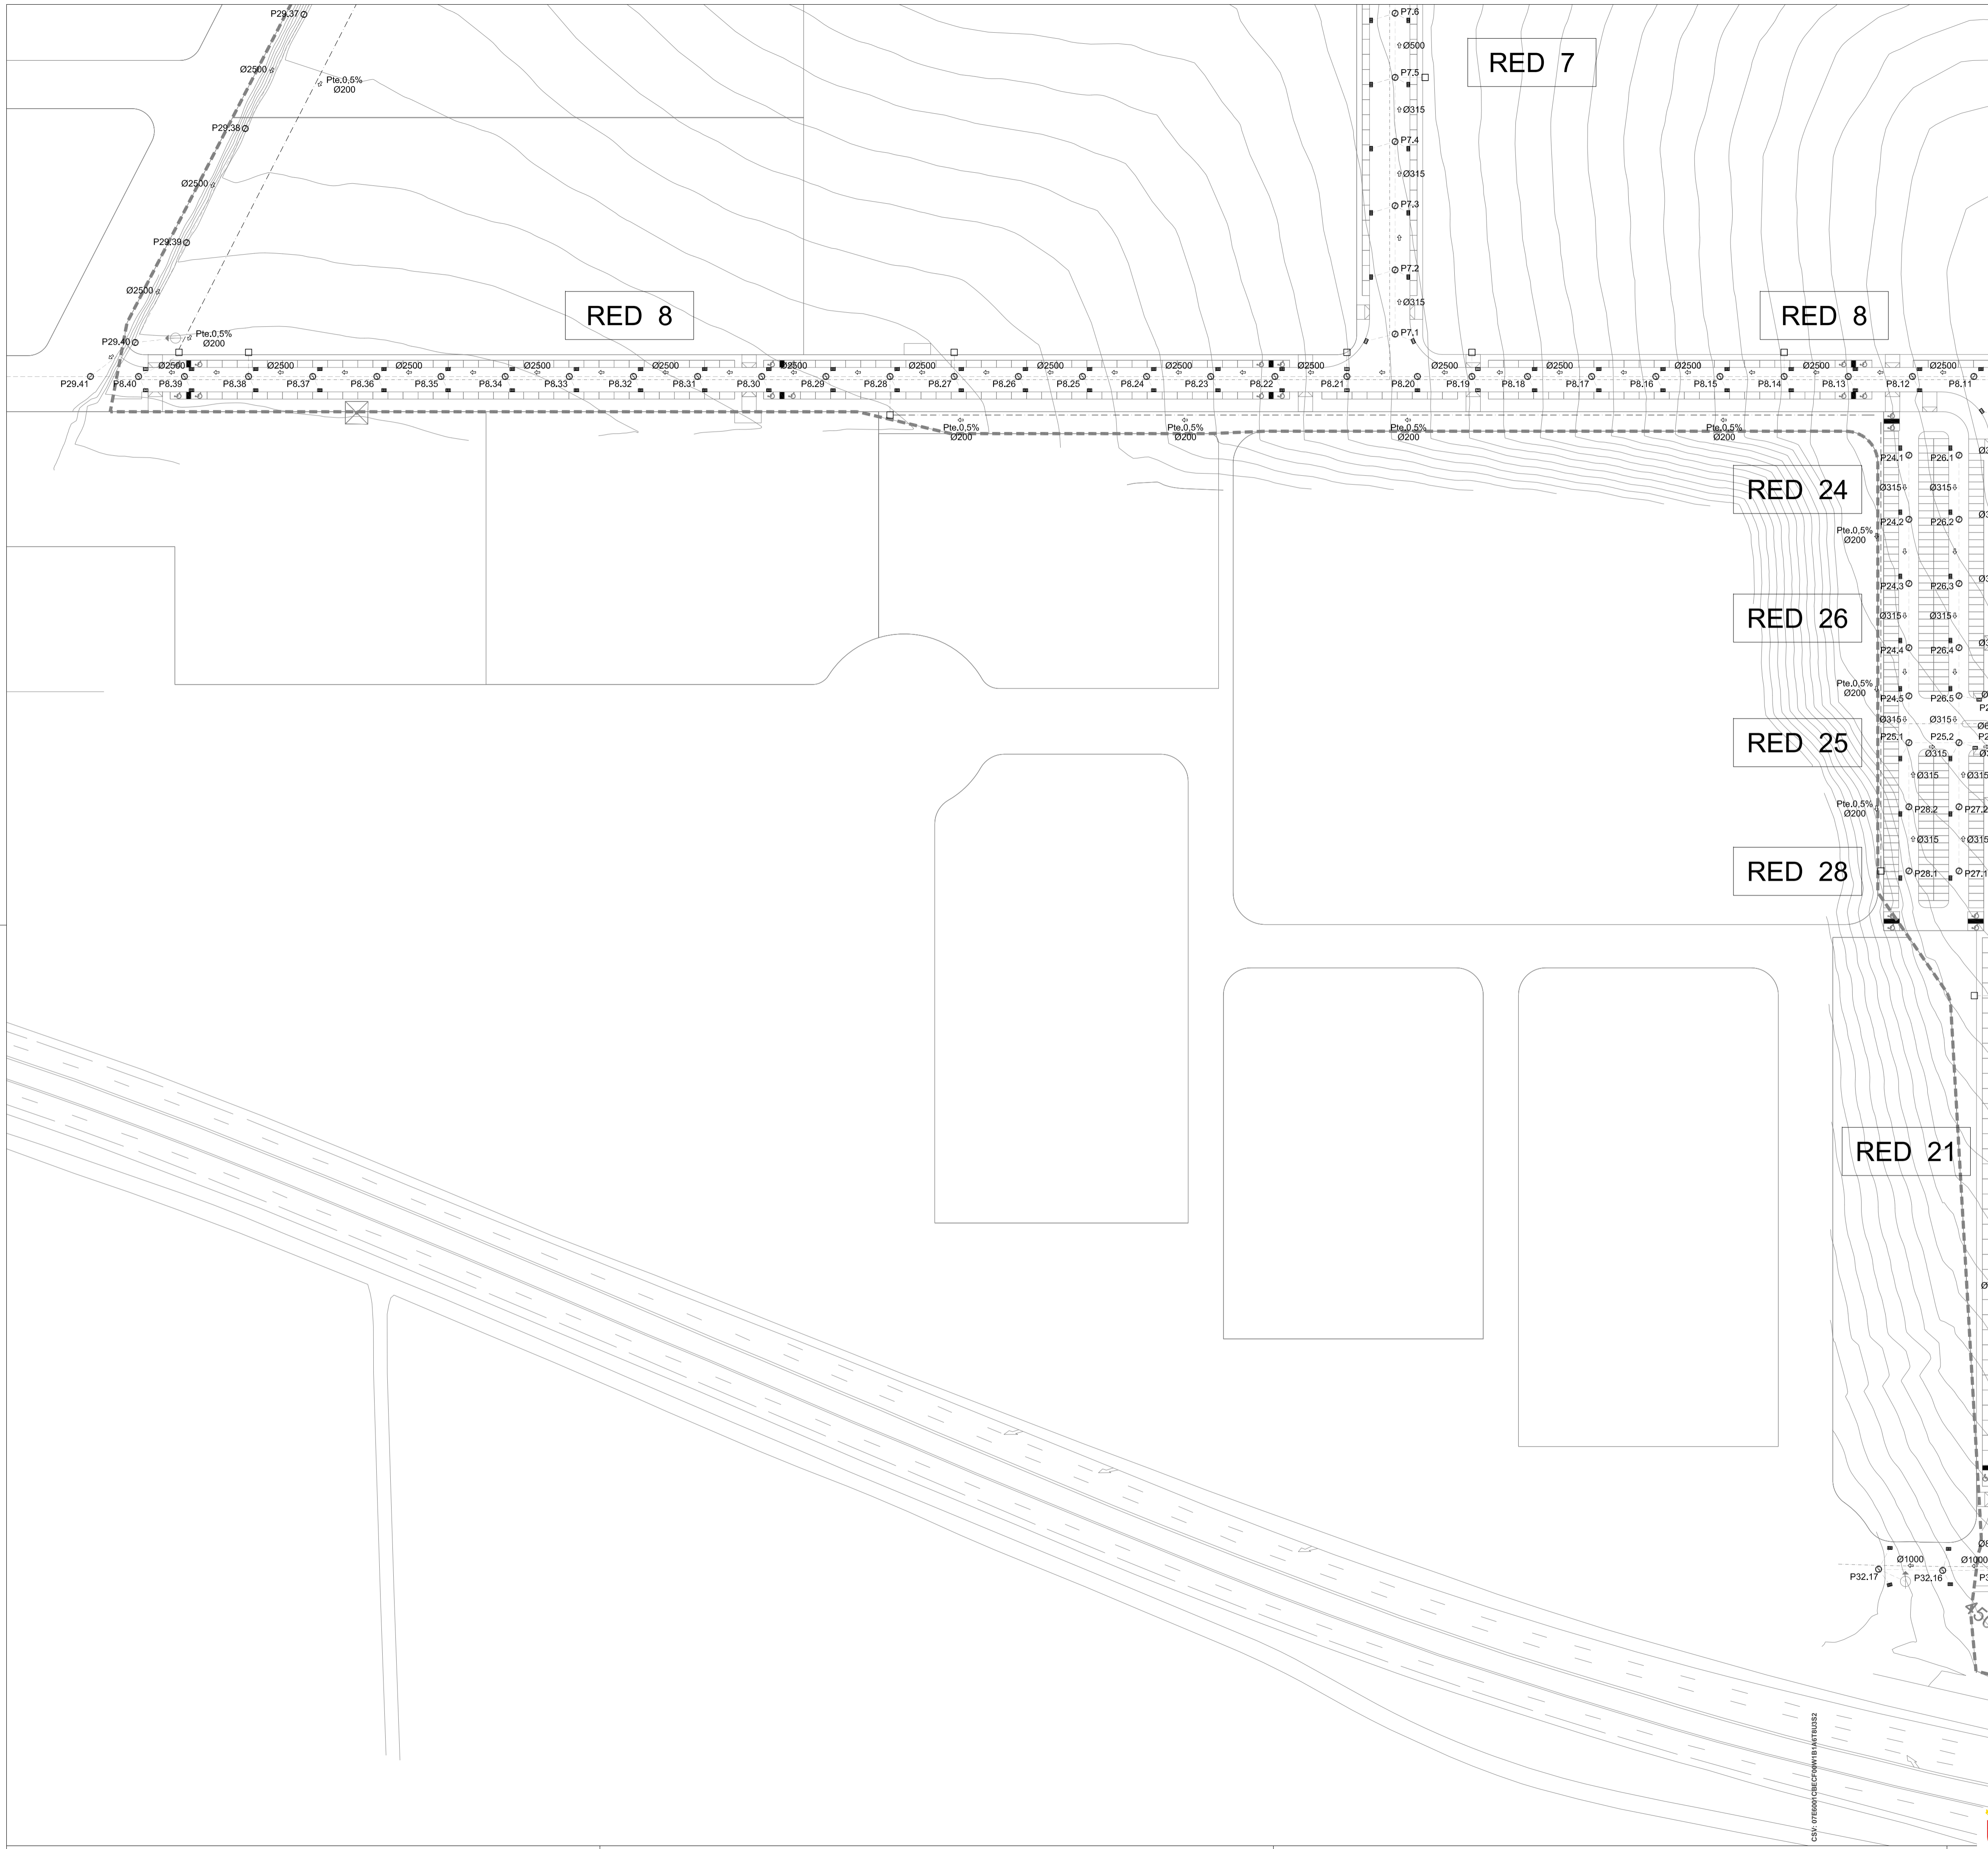 P29.37
P7.6
Ø500
RED 7
Ø2500
Pte.0,5%
Ø200
P7.5
Ø315
P29.38
P7.4
Ø315
Ø2500
P7.3
P29.39
P7.2
Ø2500
RED 8
Ø315
RED 8
P29.40
Pte.0,5%
Ø200
P7.1
Ø2500 Ø2500 Ø2500 Ø2500 Ø2500 Ø2500 Ø2500 Ø2500 Ø2500 Ø2500 Ø2500 Ø2500 Ø2500 Ø2500 Ø2500
P29.41 P8.40 P8.39 P8.38 P8.37 P8.36 P8.35 P8.34 P8.33 P8.32 P8.31 P8.30 P8.29 P8.28 P8.27 P8.26 P8.25 P8.24 P8.23 P8.22 P8.21 P8.20 P8.19 P8.18 P8.17 P8.16 P8.15 P8.14 P8.13 P8.12 P8.11
Pte.0,5% Pte.0,5% Pte.0,5% Pte.0,5%
Ø200 Ø200 Ø200 Ø200
P24.1 P26.1
RED 24
Ø315 Ø315
P24.2 P26.2
Pte.0,5%
Ø200
P24.3 P26.3
RED 26
Ø315 Ø315
P24.4 P26.4
Pte.0,5%
Ø200
P24.5 P26.5
Ø315 Ø315
P25.1 P25.2
RED 25
Ø315
Ø315 Ø315
Pte.0,5%
Ø200
P28.2 P27.2
Ø315 Ø315
RED 28
P28.1 P27.1
RED 21
Ø1000 Ø1000
P32.17 P32.16
CSV: 07E6001CBECF00W1B1A6T8U3S2